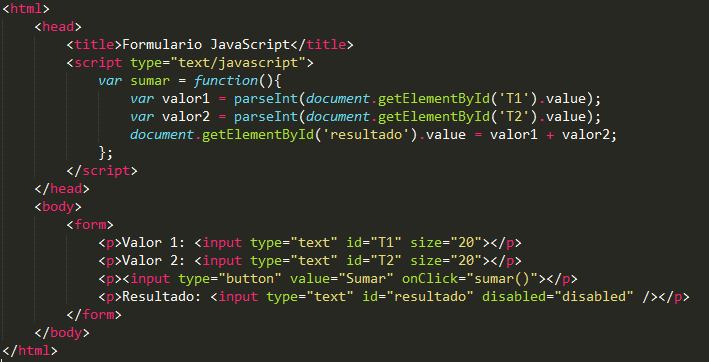 <html>
<head>
<title>Formulario JavaScript</title>
<script type="text/javascript">
var sumar = function(){
var valor1 = parseInt(document.getElementById('T1').value);
var valor2 = parseInt(document.getElementById('T2').value);
document.getElementById('resultado').value = valor1 + valor2;
};
</script>
</head>
<body>
<form>
<p>Valor 1: <input type="text" id="T1" size="20"></p>
<p>Valor 2: <input type="text" id="T2" size="20"></p>
<p><input type="button" value="Sumar" onClick="sumar()"></p>
<p>Resultado: <input type="text" id="resultado" disabled="disabled" /></p>
</form>
</body>
</html>